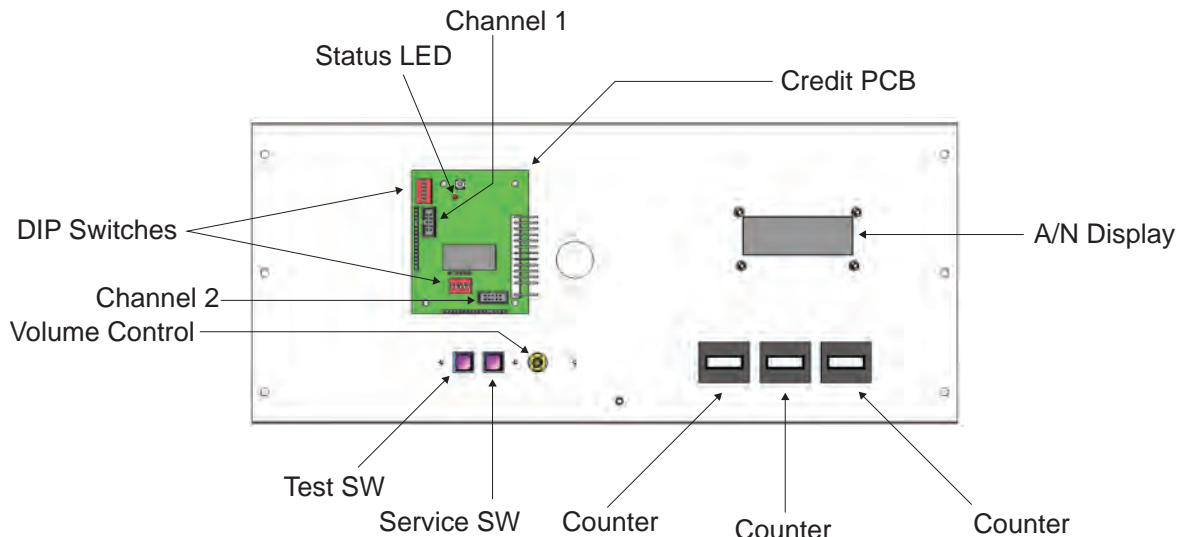 Channel 1
Status LED
Credit PCB
DIP Switches
A/N Display
Channel 2
Volume Control
Test SW
Service SW
Counter
Counter
Counter